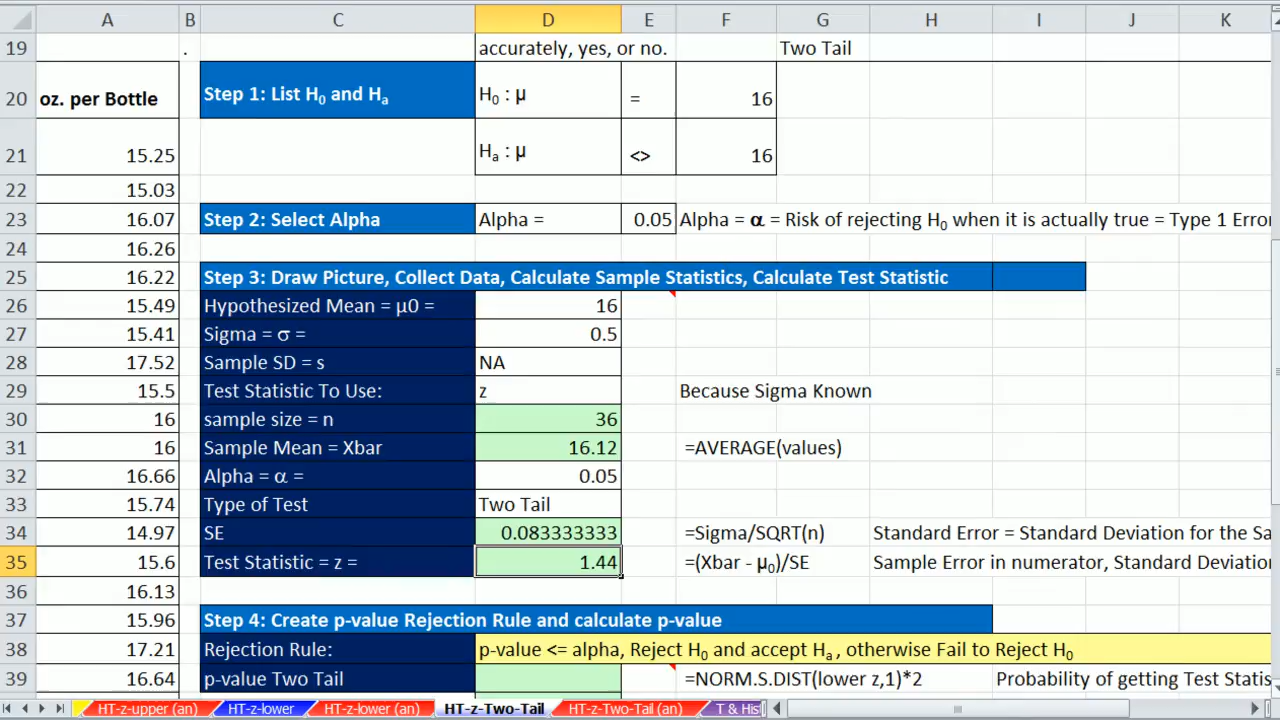 A B C D E F G H I J K
19 . accurately, yes, or no. Two Tail
20 oz. per Bottle Step 1: List H0 and Ha H0 : μ = 16
21 15.25 Ha : μ <> 16
22 15.03
23 16.07 Step 2: Select Alpha Alpha = 0.05 Alpha = α = Risk of rejecting H0 when it is actually true = Type 1 Error
24 16.26
25 16.22 Step 3: Draw Picture, Collect Data, Calculate Sample Statistics, Calculate Test Statistic
26 15.49 Hypothesized Mean = μ0 = 16
27 15.41 Sigma = σ = 0.5
28 17.52 Sample SD = s NA
29 15.5 Test Statistic To Use: z Because Sigma Known
30 16 sample size = n 36
31 16 Sample Mean = Xbar 16.12 =AVERAGE(values)
32 16.66 Alpha = α = 0.05
33 15.74 Type of Test Two Tail
34 14.97 SE 0.083333333 =Sigma/SQRT(n) Standard Error = Standard Deviation for the Sa
35 15.6 Test Statistic = z = 1.44 =(Xbar - μ0)/SE Sample Error in numerator, Standard Deviation
36 16.13
37 15.96 Step 4: Create p-value Rejection Rule and calculate p-value
38 17.21 Rejection Rule: p-value <= alpha, Reject H0 and accept Ha , otherwise Fail to Reject H0
39 16.64 p-value Two Tail =NORM.S.DIST(lower z,1)*2 Probability of getting Test Statis
HT-z-upper (an) HT-z-lower HT-z-lower (an) HT-z-Two-Tail HT-z-Two-Tail (an) T & His